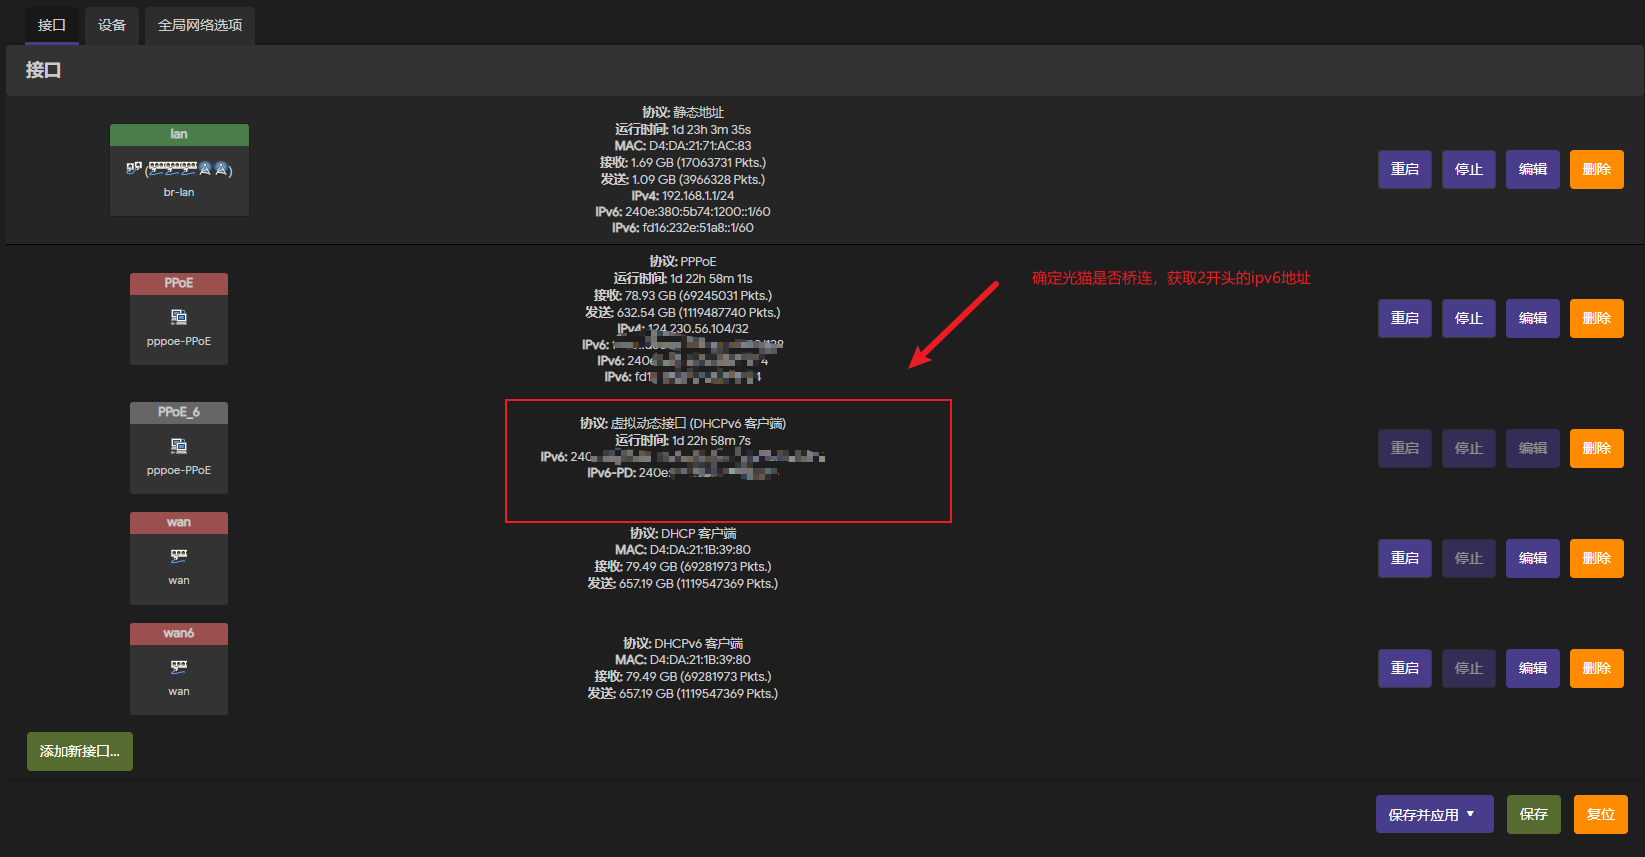 接口 设备 全局网络选项
接口
lan
br-lan
协议: 静态地址
运行时间: 1d 23h 3m 35s
MAC: D4:DA:21:71:AC:83
接收: 1.69 GB (17063731 Pkts.)
发送: 1.09 GB (3966328 Pkts.)
IPv4: 192.168.1.1/24
IPv6: 240e:380:5b74:1200::1/60
IPv6: fd16:232e:51a8::1/60
重启 停止 编辑 删除
PPoE
pppoe-PPoE
协议: PPPoE
运行时间: 1d 22h 58m 11s
接收: 78.93 GB (69245031 Pkts.)
发送: 632.54 GB (1119487740 Pkts.)
IPv4: 124.230.56.104/32
IPv6:
IPv6: 240e
IPv6: fd1
确定光猫是否桥连，获取2开头的ipv6地址
重启 停止 编辑 删除
PPoE_6
pppoe-PPoE
协议: 虚拟动态接口 (DHCPv6 客户端)
运行时间: 1d 22h 58m 7s
IPv6: 240
IPv6-PD: 240e:
重启 停止 编辑 删除
wan
wan
协议: DHCP 客户端
MAC: D4:DA:21:1B:39:80
接收: 79.49 GB (69281973 Pkts.)
发送: 657.19 GB (1119547369 Pkts.)
重启 停止 编辑 删除
wan6
wan
协议: DHCPv6 客户端
MAC: D4:DA:21:1B:39:80
接收: 79.49 GB (69281973 Pkts.)
发送: 657.19 GB (1119547369 Pkts.)
重启 停止 编辑 删除
添加新接口...
保存并应用 保存 复位